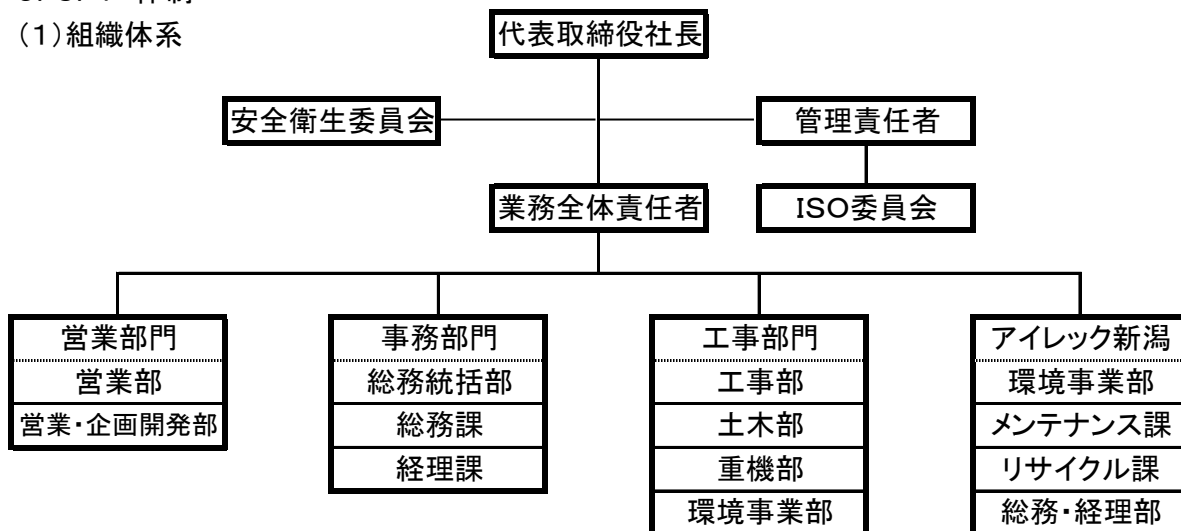 (1)組織体系
代表取締役社長
安全衛生委員会
管理責任者
業務全体責任者
ISO委員会
営業部門
営業部
営業・企画開発部
事務部門
総務統括部
総務課
経理課
工事部門
工事部
土木部
重機部
環境事業部
アイレック新潟
環境事業部
メンテナンス課
リサイクル課
総務・経理部